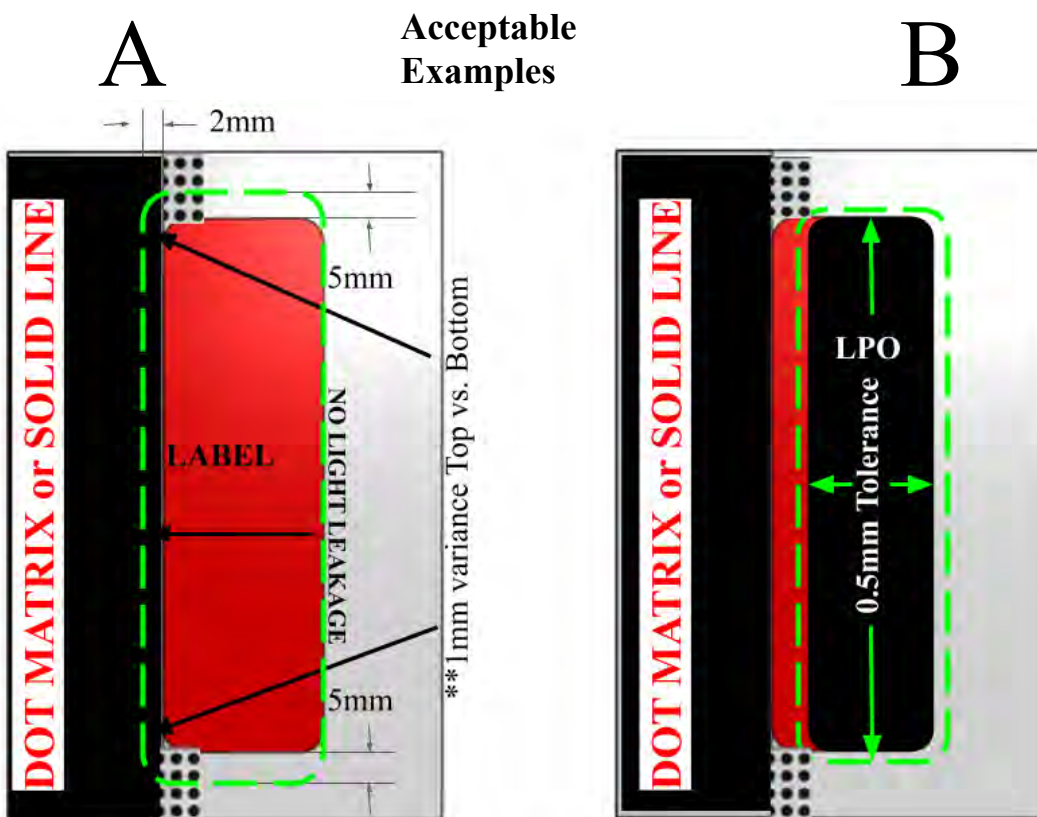 A
Acceptable
Examples
B
2mm
5mm
DOT MATRIX or SOLID LINE
LABEL
NO LIGHT LEAKAGE
**1mm variance Top vs. Bottom
5mm
DOT MATRIX or SOLID LINE
LPO
0.5mm Tolerance